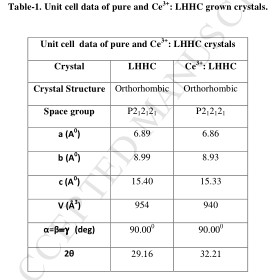 Table-1. Unit cell data of pure and Ce³⁺: LHHC grown crystals.
Unit cell data of pure and Ce³⁺: LHHC crystals
Crystal LHHC Ce³⁺: LHHC
Crystal Structure Orthorhombic Orthorhombic
Space group P2₁2₁2₁ P2₁2₁2₁
a (A⁰) 6.89 6.86
b (A⁰) 8.99 8.93
c (A⁰) 15.40 15.33
V (Å³) 954 940
α=β=γ (deg) 90.00⁰ 90.00⁰
2θ 29.16 32.21
CCEPTED MANUSC